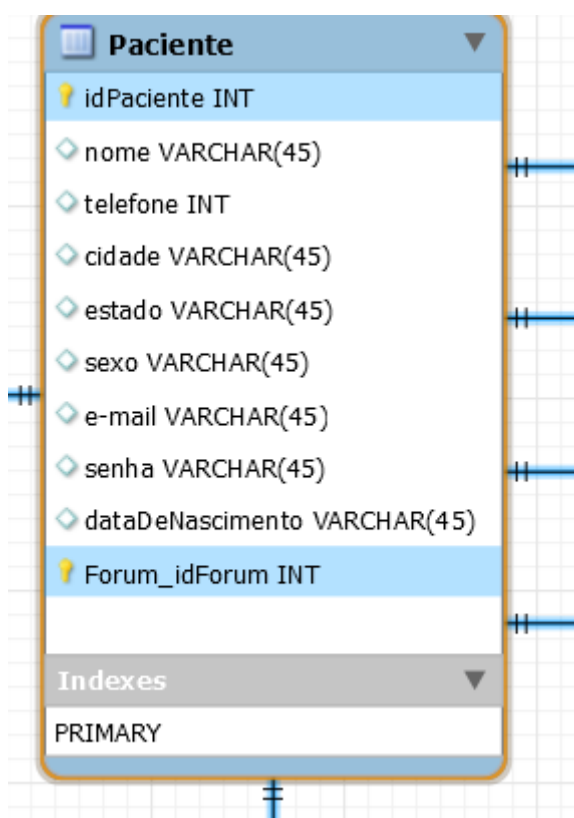 Paciente
idPaciente INT
nome VARCHAR(45)
telefone INT
cidade VARCHAR(45)
estado VARCHAR(45)
sexo VARCHAR(45)
e-mail VARCHAR(45)
senha VARCHAR(45)
dataDeNascimento VARCHAR(45)
Forum_idForum INT
Indexes
PRIMARY